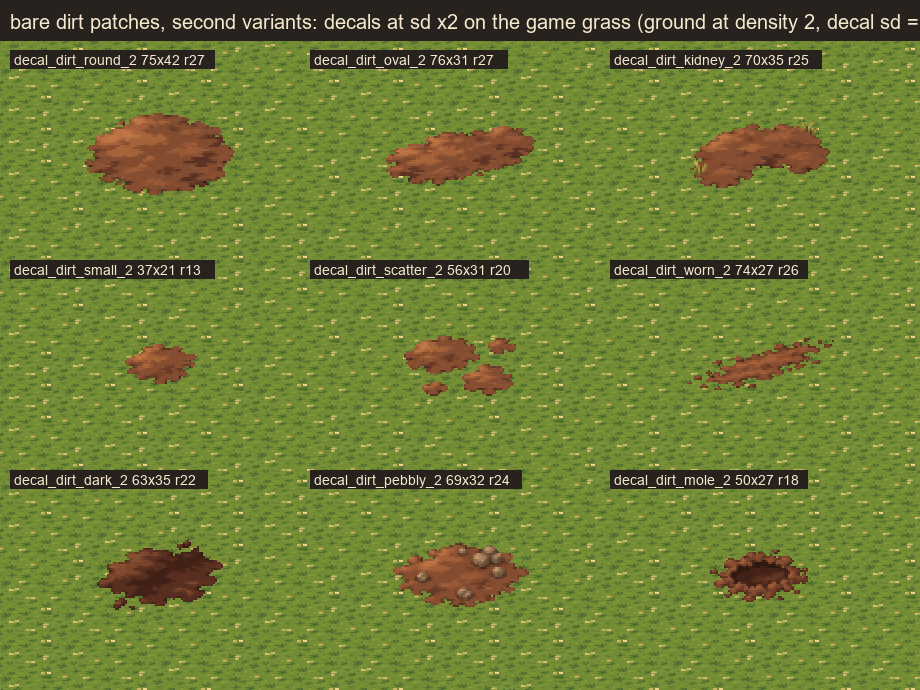 bare dirt patches, second variants: decals at sd x2 on the game grass (ground at density 2, decal sd =
decal_dirt_round_2 75x42 r27
decal_dirt_oval_2 76x31 r27
decal_dirt_kidney_2 70x35 r25
decal_dirt_small_2 37x21 r13
decal_dirt_scatter_2 56x31 r20
decal_dirt_worn_2 74x27 r26
decal_dirt_dark_2 63x35 r22
decal_dirt_pebbly_2 69x32 r24
decal_dirt_mole_2 50x27 r18